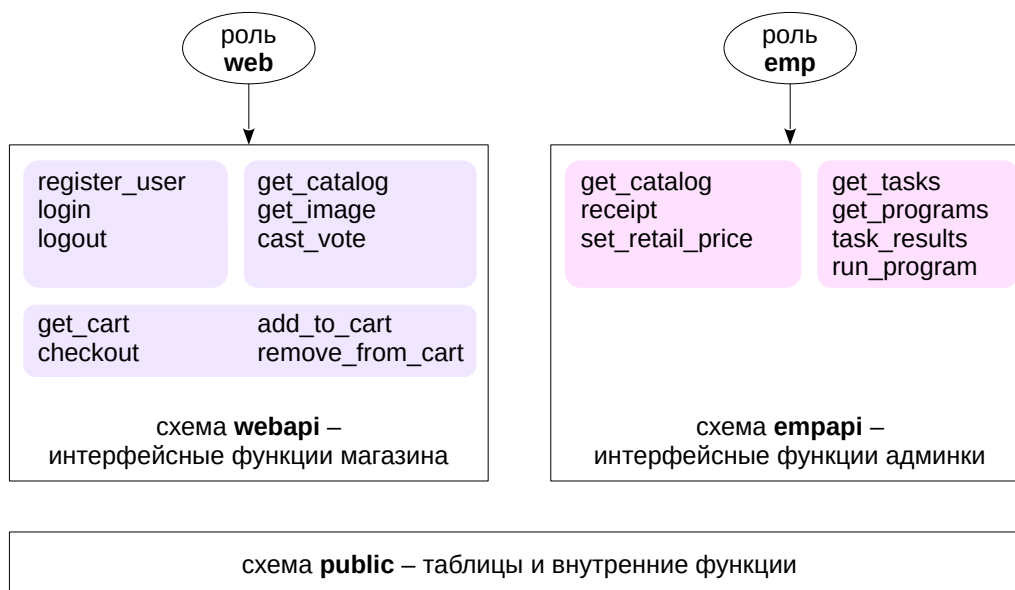 роль
web
роль
emp
register_user
login
logout
get_catalog
get_image
cast_vote
get_cart
checkout
add_to_cart
remove_from_cart
схема webapi –
интерфейсные функции магазина
get_catalog
receipt
set_retail_price
get_tasks
get_programs
task_results
run_program
схема empapi –
интерфейсные функции админки
схема public – таблицы и внутренние функции